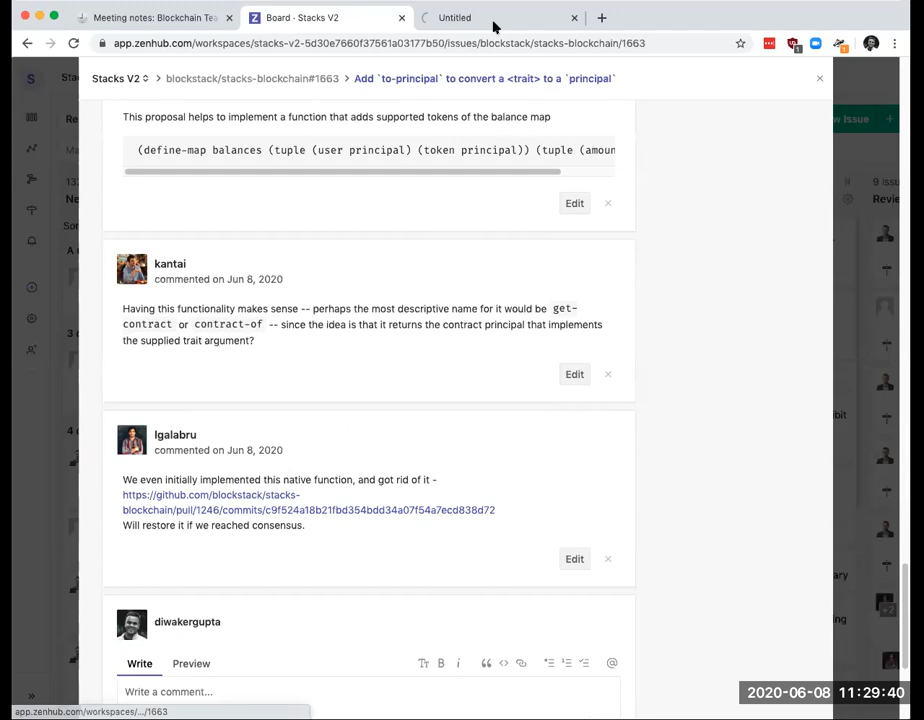 Meeting notes: Blockchain Tea
Board · Stacks V2
Untitled
app.zenhub.com/workspaces/stacks-v2-5d30e7660f37561a03177b50/issues/blockstack/stacks-blockchain/1663
Stacks V2
blockstack/stacks-blockchain#1663
Add `to-principal` to convert a <trait> to a `principal`
w Issue
9 issu
Revie
This proposal helps to implement a function that adds supported tokens of the balance map
(define-map balances (tuple (user principal) (token principal)) (tuple (amoun
Edit
kantai
commented on Jun 8, 2020
Having this functionality makes sense -- perhaps the most descriptive name for it would be get-
contract or contract-of -- since the idea is that it returns the contract principal that implements
the supplied trait argument?
Edit
lgalabru
commented on Jun 8, 2020
We even initially implemented this native function, and got rid of it -
https://github.com/blockstack/stacks-
blockchain/pull/1246/commits/c9f524a18b21fbd354bdd34a07f54a7ecd838d72
Will restore it if we reached consensus.
Edit
diwakergupta
Write
Preview
Write a comment...
app.zenhub.com/workspaces/.../1663
2020-06-08 11:29:40